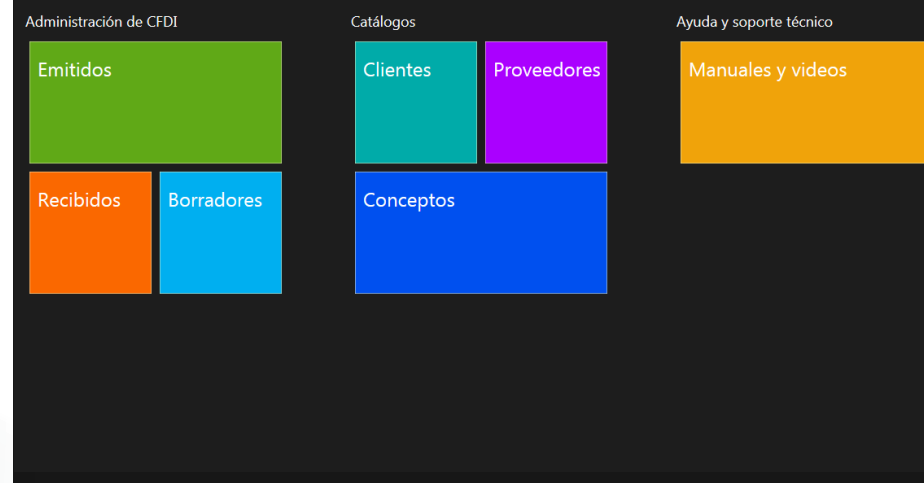 Administración de CFDI
Emitidos
Recibidos
Borradores
Catálogos
Clientes
Proveedores
Conceptos
Ayuda y soporte técnico
Manuales y videos